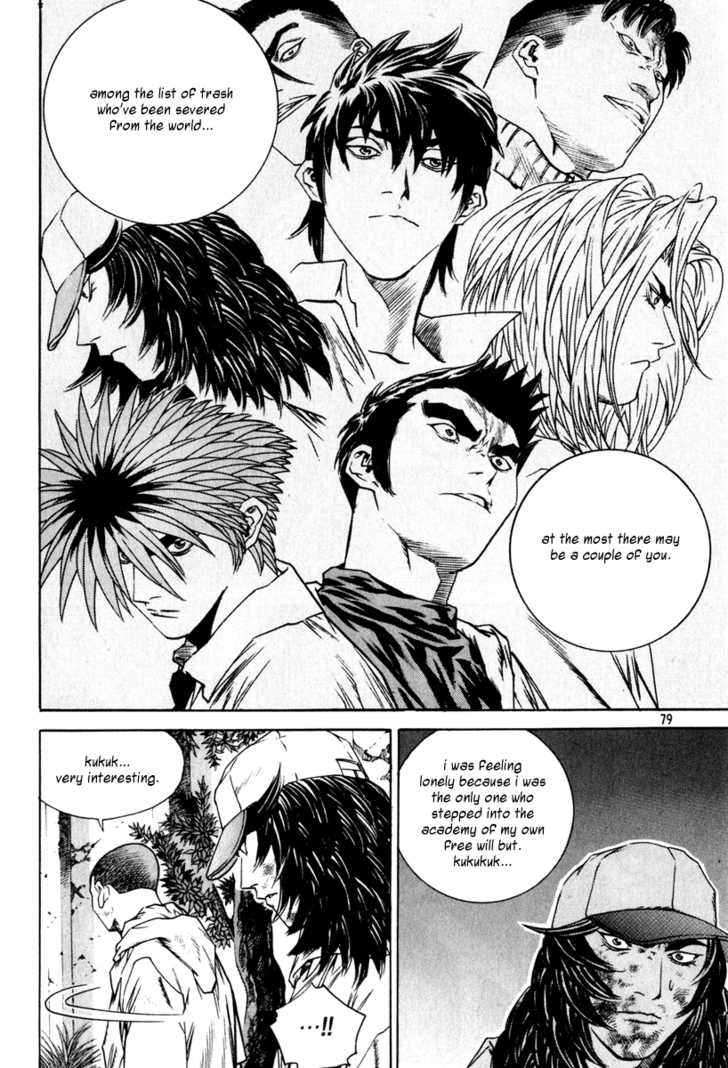 among the list of trash
who've been severed
from the world...
at the most there may
be a couple of you.
79
kukuk...
very interesting.
...!!
i was feeling
lonely because i was
the only one who
stepped into the
academy of my own
free will but.
kukukuk...